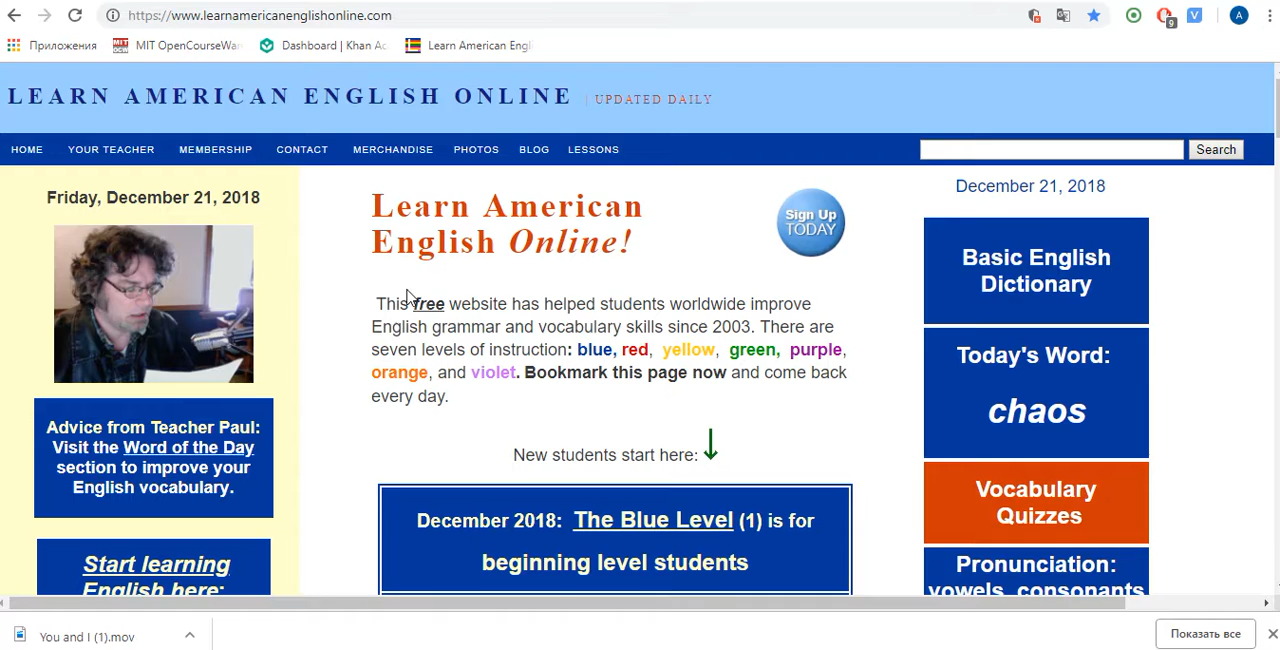 https://www.learnamericanenglishonline.com
A
9
V
Приложения
MIT OpenCourseWar
Dashboard | Khan Ac
Learn American Engli
LEARN AMERICAN ENGLISH ONLINE | UPDATED DAILY
HOME YOUR TEACHER MEMBERSHIP CONTACT MERCHANDISE PHOTOS BLOG LESSONS
Search
Friday, December 21, 2018
Advice from Teacher Paul:
Visit the Word of the Day
section to improve your
English vocabulary.
Start learning
English here:
Learn American
English Online!
Sign Up
TODAY
This free website has helped students worldwide improve
English grammar and vocabulary skills since 2003. There are
seven levels of instruction: blue, red, yellow, green, purple,
orange, and violet. Bookmark this page now and come back
every day.
New students start here:
December 2018: The Blue Level (1) is for
beginning level students
December 21, 2018
Basic English
Dictionary
Today's Word:
chaos
Vocabulary
Quizzes
Pronunciation:
vowels, consonants
You and I (1).mov
Показать все